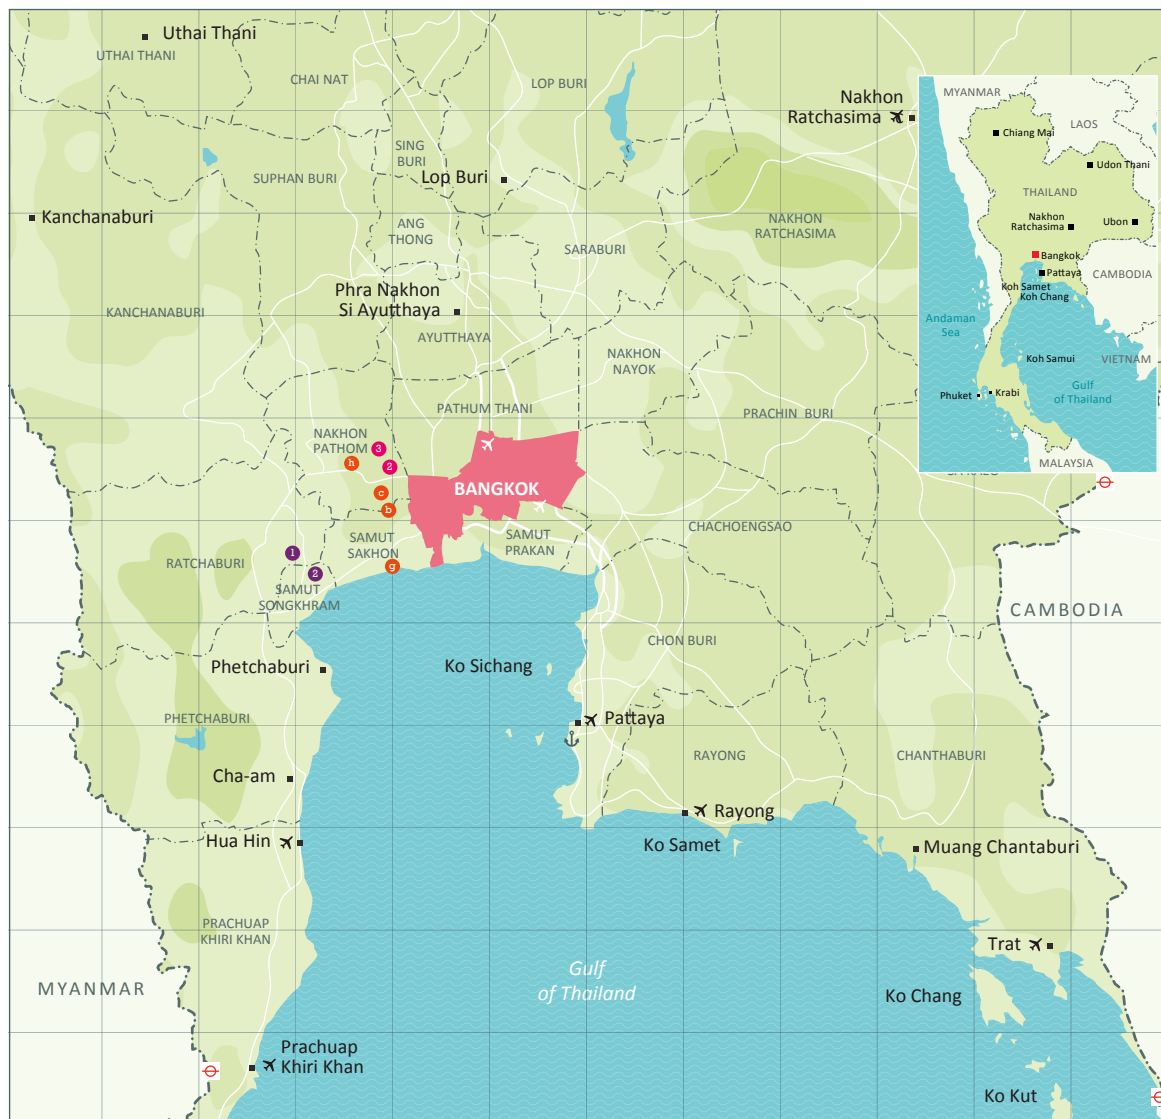 Uthai Thani
UTHAI THANI
CHAI NAT
LOP BURI
Nakhon
Ratchasima
SING
BURI
Lop Buri
SUPHAN BURI
Kanchanaburi
ANG
THONG
SARABURI
NAKHON
RATCHASIMA
Phra Nakhon
Si Ayutthaya
KANCHANABURI
AYUTTHAYA
NAKHON
NAYOK
PATHUM THANI
PRACHIN BURI
NAKHON
PATHOM
3
h
2
BANGKOK
c
b
CHACHOENGSAO
SAMUT
SAKHON
SAMUT
PRAKAN
1
RATCHABURI
g
2
SAMUT
SONGKHRAM
CAMBODIA
CHON BURI
Phetchaburi
Ko Sichang
PHETCHABURI
Pattaya
RAYONG
CHANTHABURI
Cha-am
Rayong
Hua Hin
Ko Samet
Muang Chantaburi
PRACHUAP
KHIRI KHAN
Trat
Gulf
of Thailand
MYANMAR
Ko Chang
Prachuap
Khiri Khan
Ko Kut
MYANMAR
LAOS
Chiang Mai
Udon Thani
THAILAND
Nakhon
Ratchasima
Ubon
Bangkok
Pattaya
CAMBODIA
Koh Samet
Koh Chang
Andaman
Sea
Koh Samui
VIETNAM
Gulf
of Thailand
Phuket
Krabi
MALAYSIA